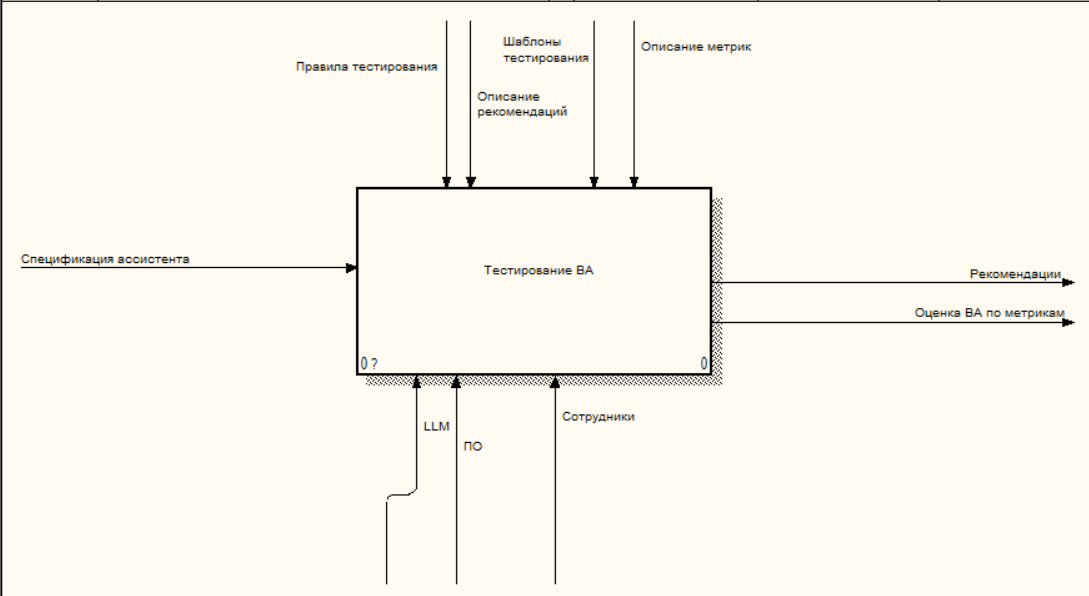 Шаблоны
тестирования
Описание метрик
Правила тестирования
Описание
рекомендаций
Спецификация ассистента
Тестирование ВА
Рекомендации
Оценка ВА по метрикам
0 ?
0
LLM
ПО
Сотрудники